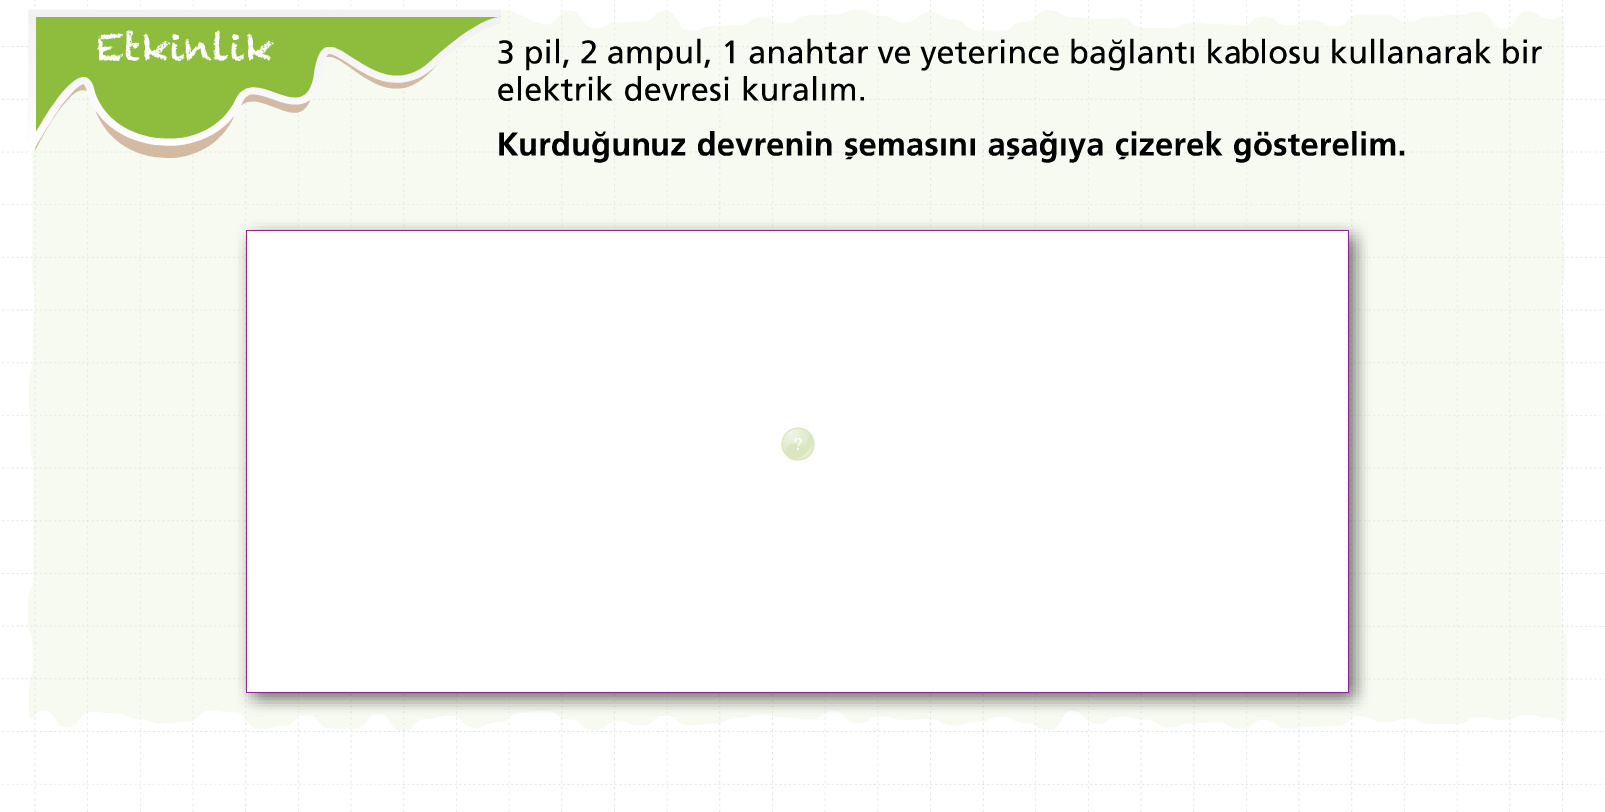 Etkinlik
3 pil, 2 ampul, 1 anahtar ve yeterince bağlantı kablosu kullanarak bir
elektrik devresi kuralım.
Kurduğunuz devrenin şemasını aşağıya çizerek gösterelim.
?